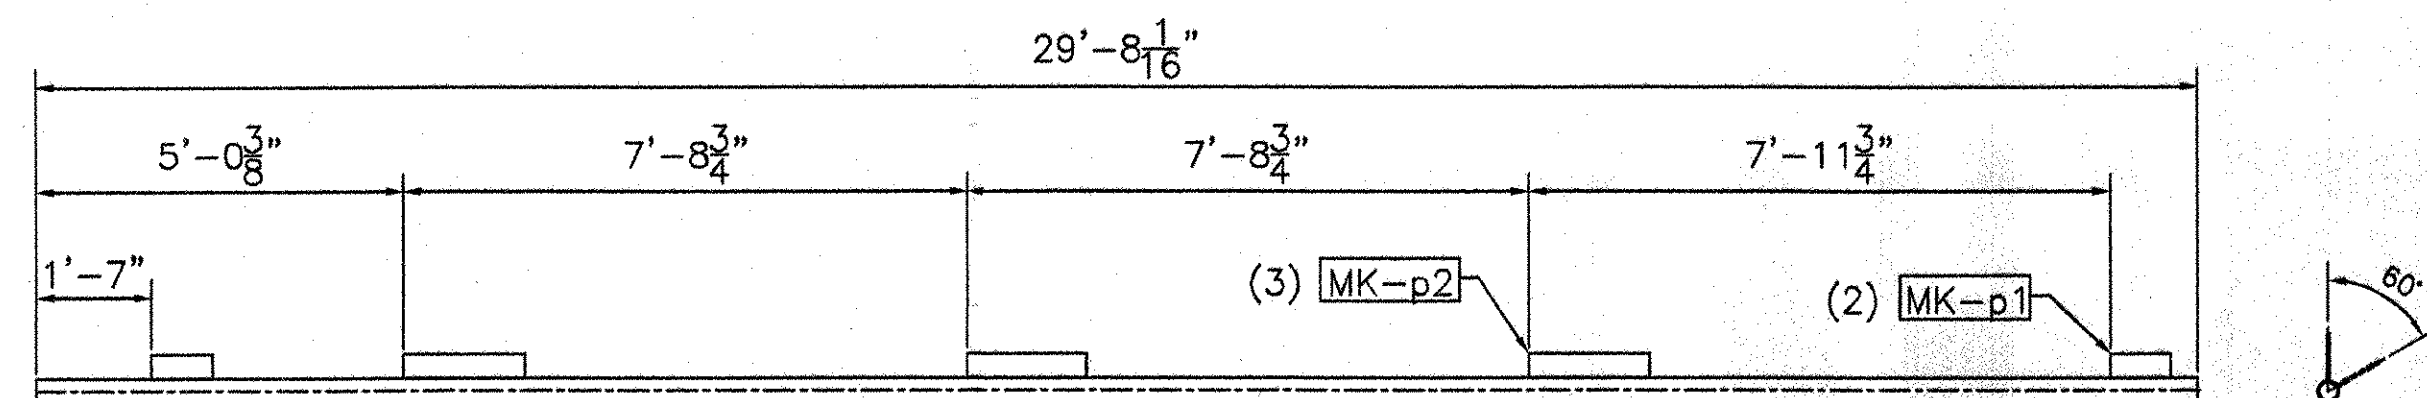 29'-8 1/16"
5'-0 3/8" 7'-8 3/4" 7'-8 3/4" 7'-11 3/4"
1'-7"
(3) MK-p2 (2) MK-p1 60°